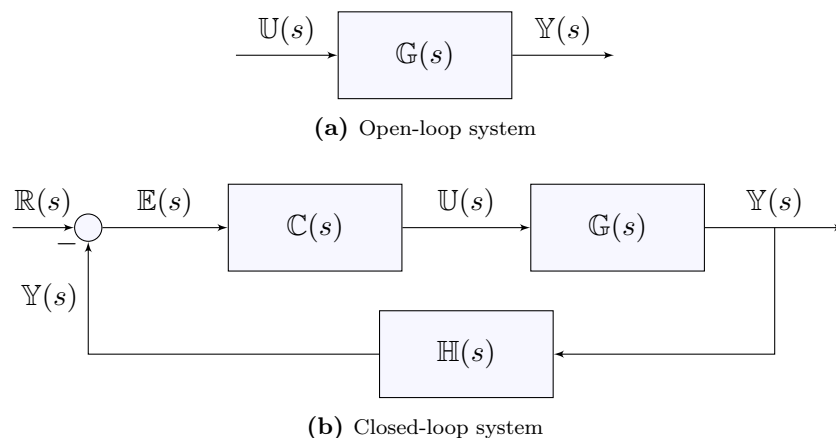 𝕌(s) 𝔾(s) 𝕐(s)
(a) Open-loop system
ℝ(s) 𝔼(s) ℂ(s) 𝕌(s) 𝔾(s) 𝕐(s)
−
𝕐(s) ℍ(s)
(b) Closed-loop system